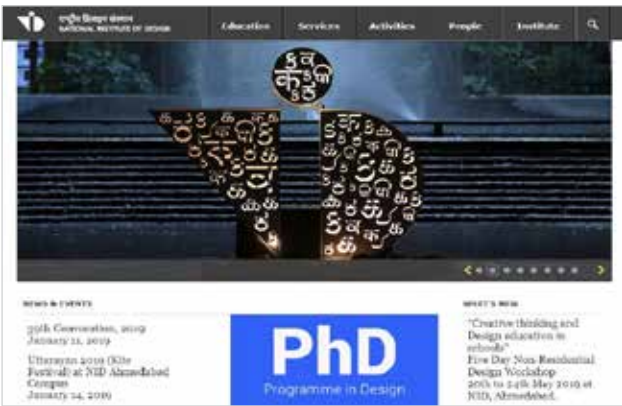 राष्ट्रीय डिज़ाइन संस्थान
NATIONAL INSTITUTE OF DESIGN
Education Services Activities People Institute
NEWS & EVENTS
39th Convocation, 2019
January 11, 2019
Uttarayan 2019 (Kite
Festival) at NID Ahmedabad
Campus
January 14, 2019
PhD
Programme in Design
WHAT'S NEW
"Creative thinking and
Design education in
schools"
Five Day Non-Residential
Design Workshop
20th to 24th May 2019 at
NID, Ahmedabad.